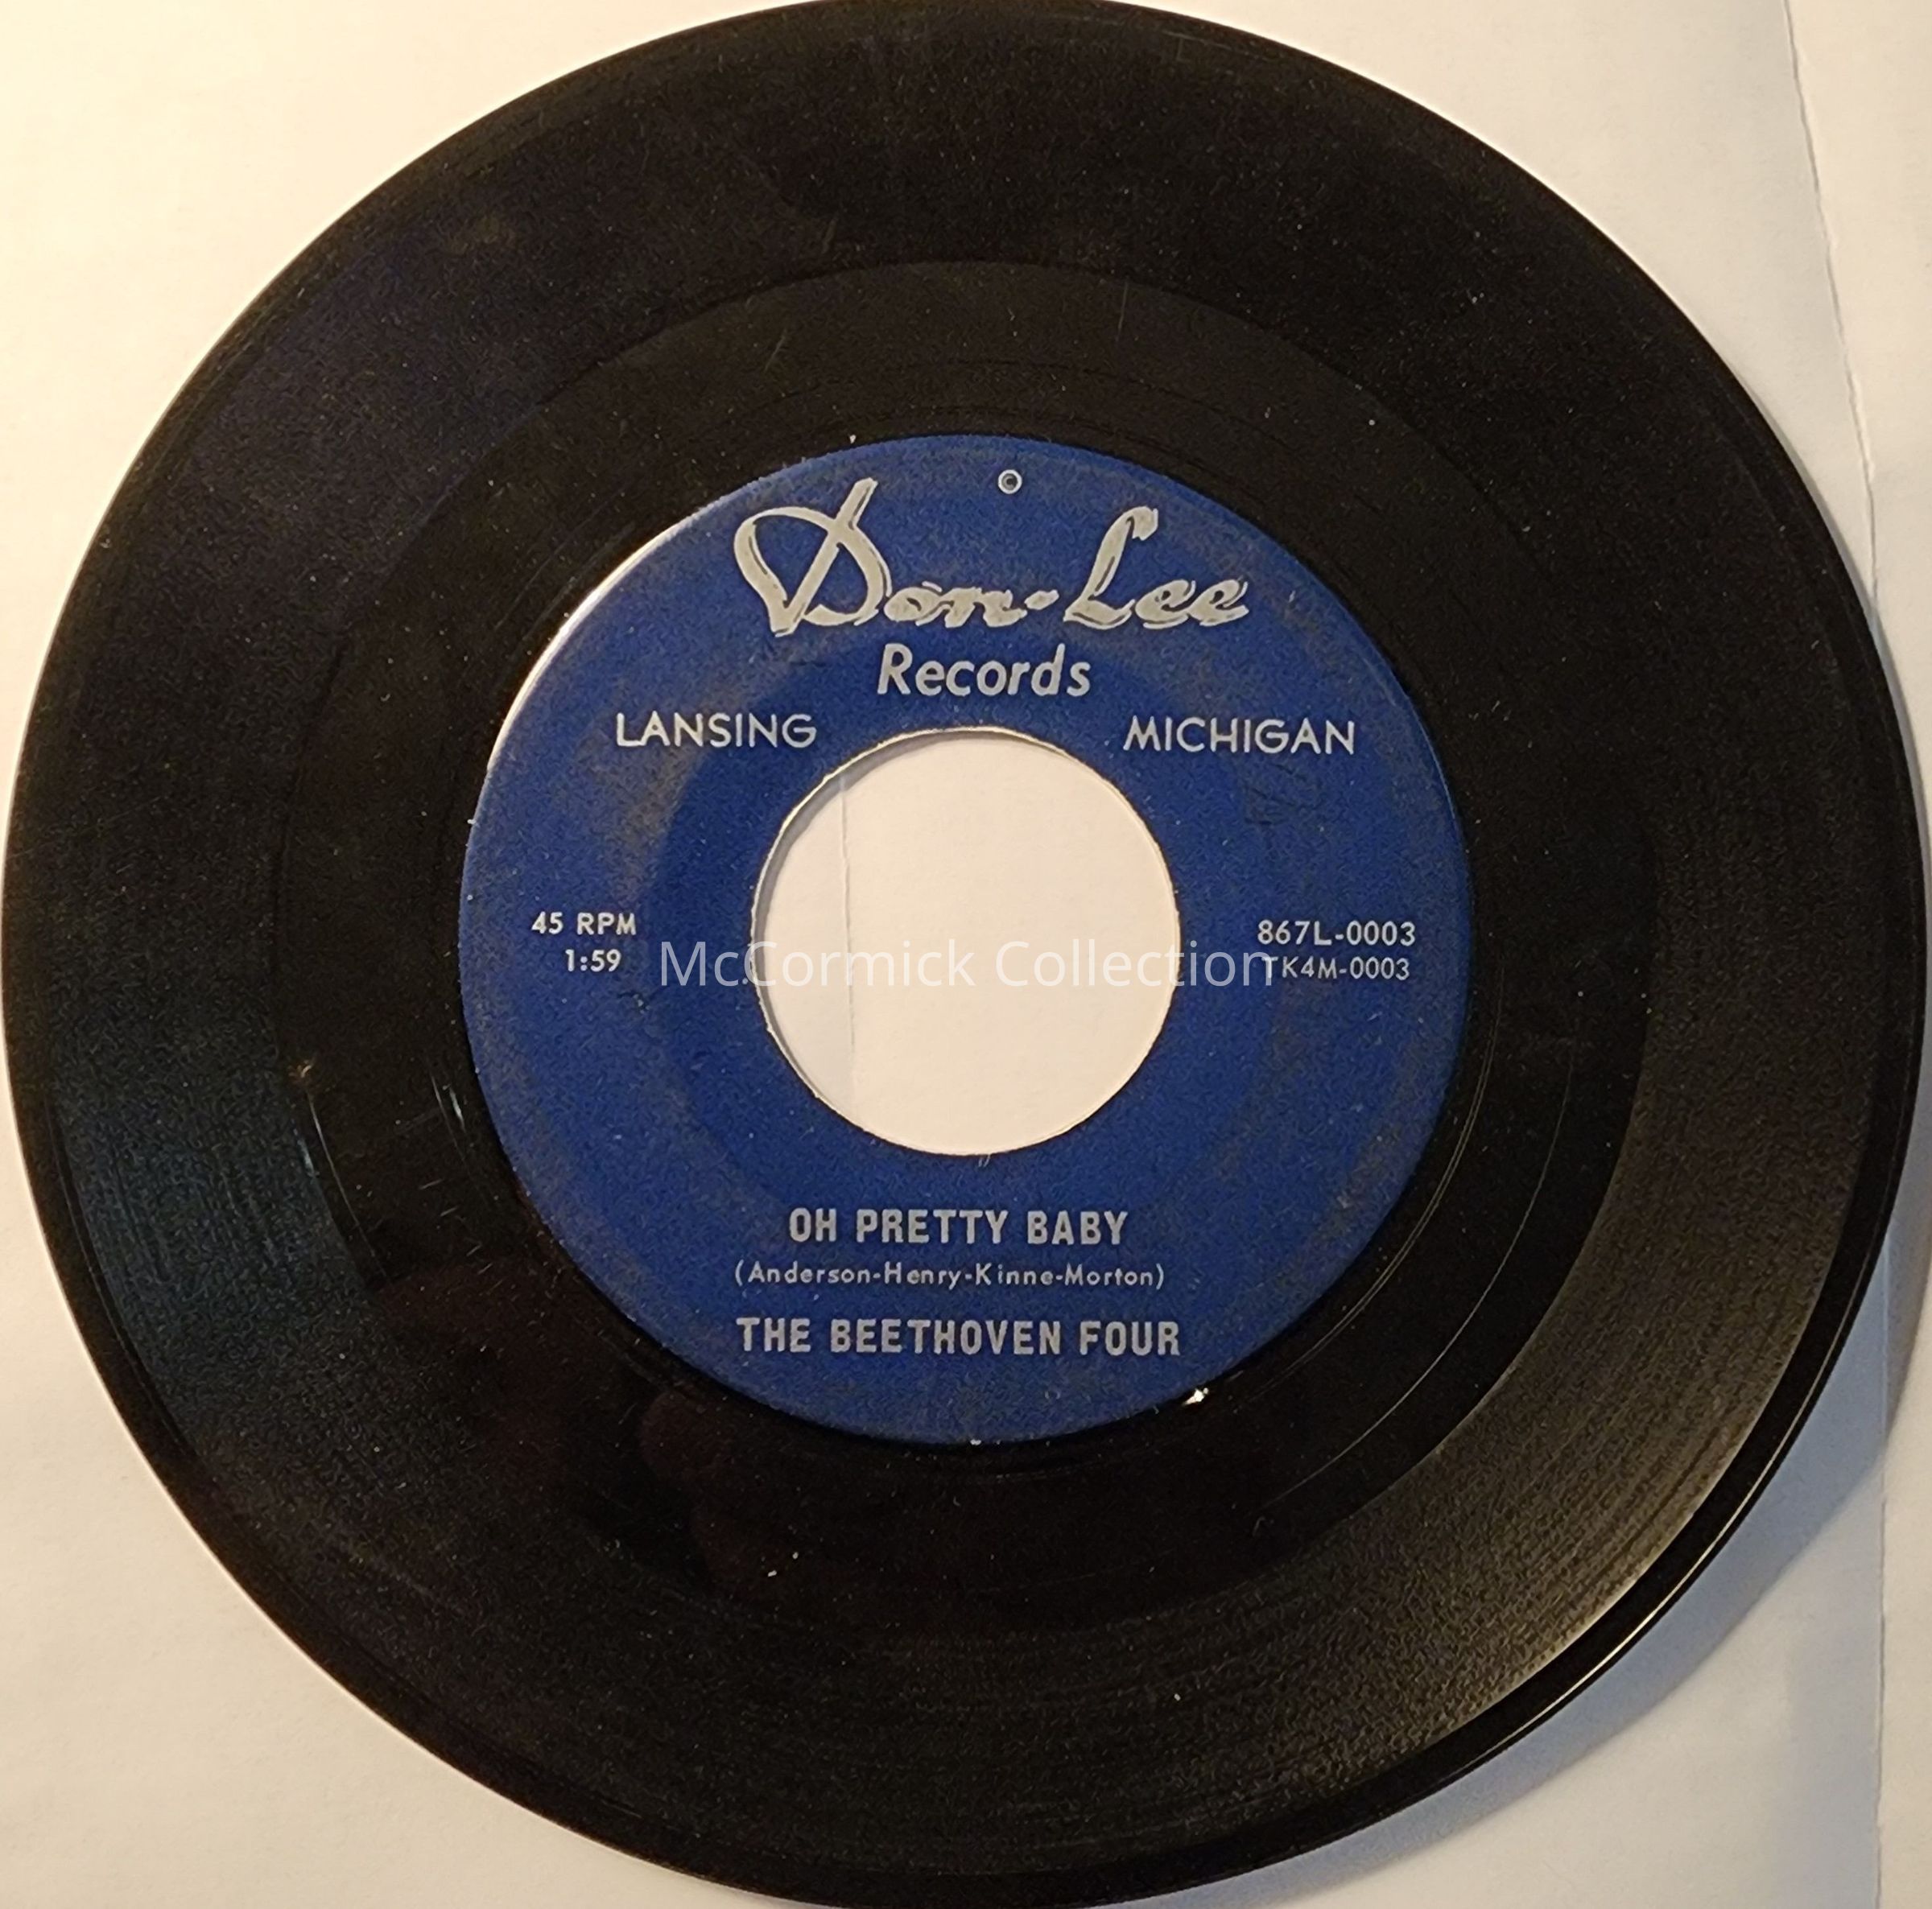 Don-Lee
Records
LANSING MICHIGAN
45 RPM
1:59
867L-0003
TK4M-0003
McCormick Collection
OH PRETTY BABY
(Anderson-Henry-Kinne-Morton)
THE BEETHOVEN FOUR